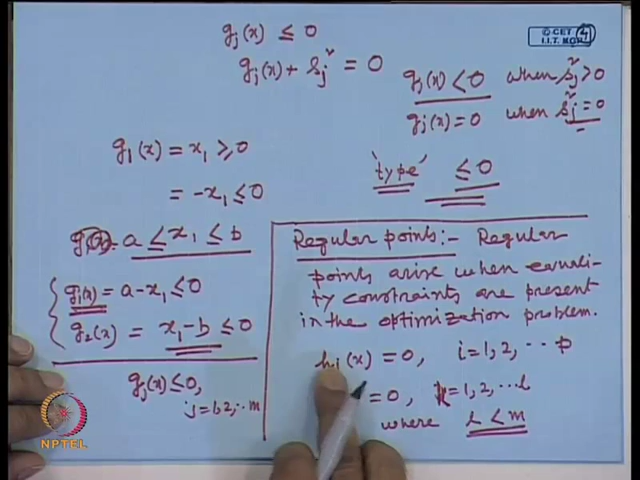 gj(x) ≤ 0
gj(x) + sj² = 0
gj(x) < 0 when sj² > 0
gj(x) = 0 when sj² = 0
g1(x) = x1 ≥ 0
= -x1 ≤ 0
'type' ≤ 0
a ≤ x1 ≤ b
g1(x) = a - x1 ≤ 0
g2(x) = x1 - b ≤ 0
gj(x) ≤ 0,
j = 1, 2, .. m
Regular points:- Regular
points arise when equali-
ty constraints are present
in the optimization problem.
hi(x) = 0, i = 1, 2, .. p
= 0, k = 1, 2, ... l
where l < m
© CET
I.I.T. KGP
4
NPTEL